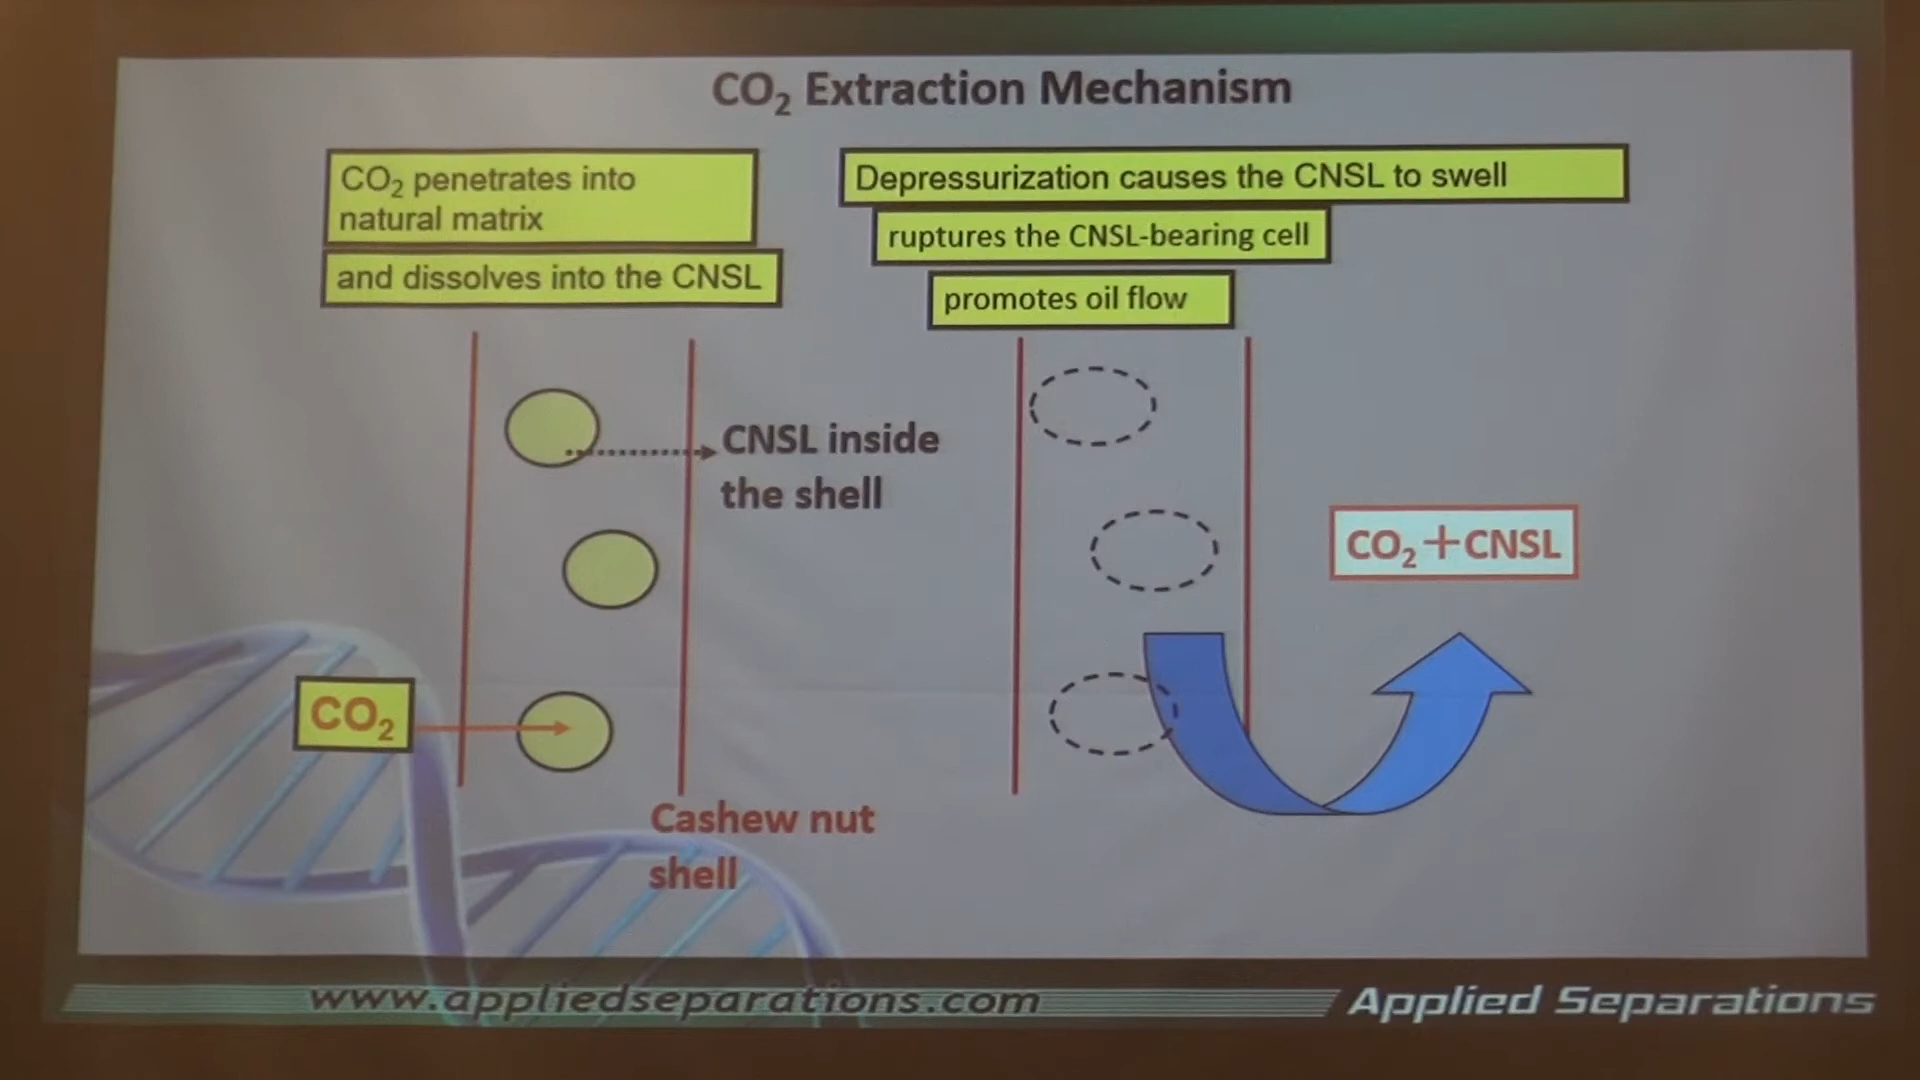 CO₂ Extraction Mechanism
CO₂ penetrates into
natural matrix
and dissolves into the CNSL
Depressurization causes the CNSL to swell
ruptures the CNSL-bearing cell
promotes oil flow
CNSL inside
the shell
CO₂+CNSL
CO₂
Cashew nut
shell
www.appliedseparations.com
Applied Separations